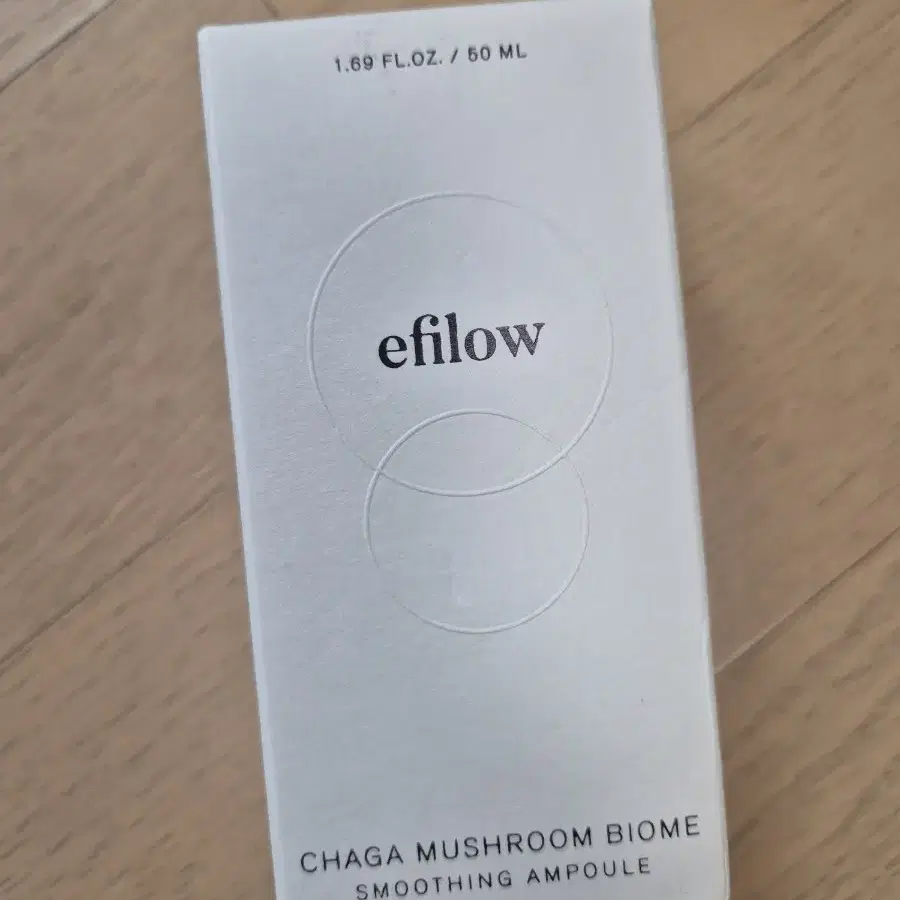 1.69 FL.OZ. / 50 ML
efilow
CHAGA MUSHROOM BIOME
SMOOTHING AMPOULE